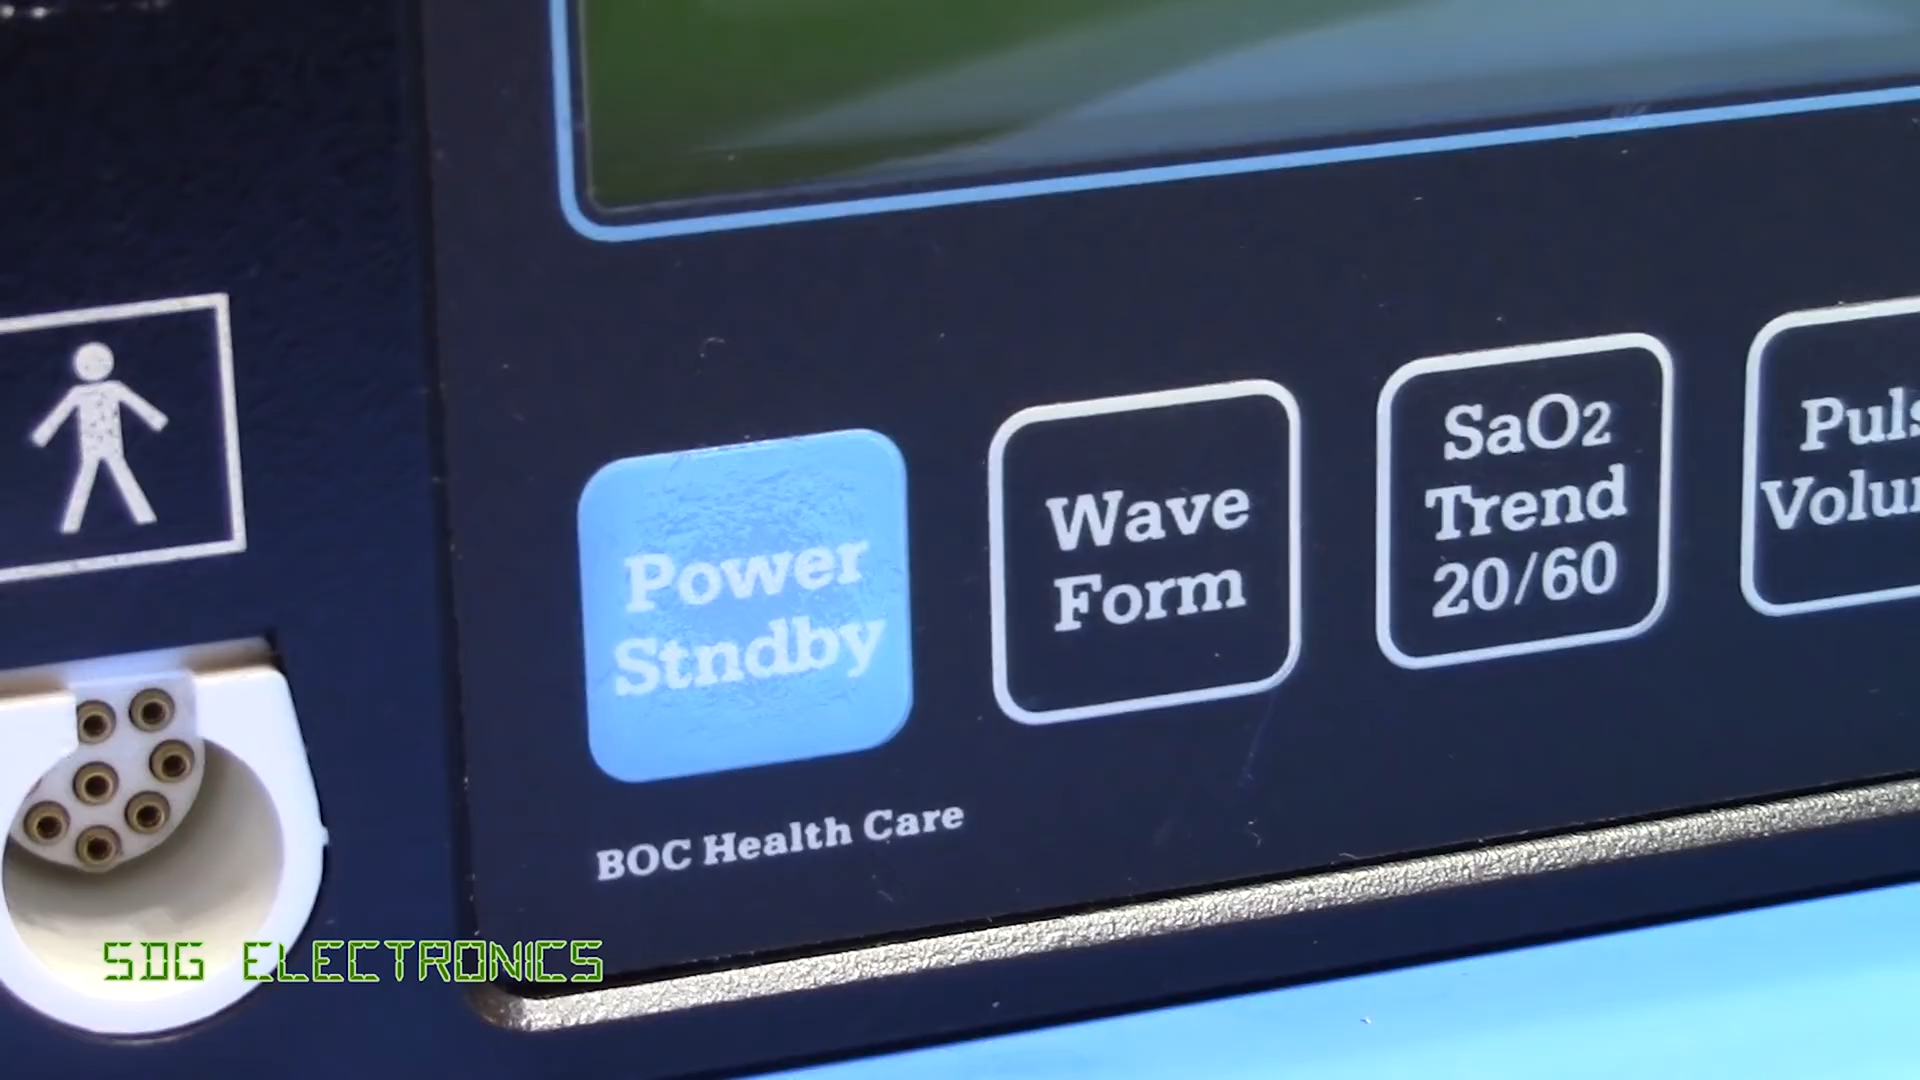 Power
Stndby
Wave
Form
SaO2
Trend
20/60
BOC Health Care
SDG ELECTRONICS